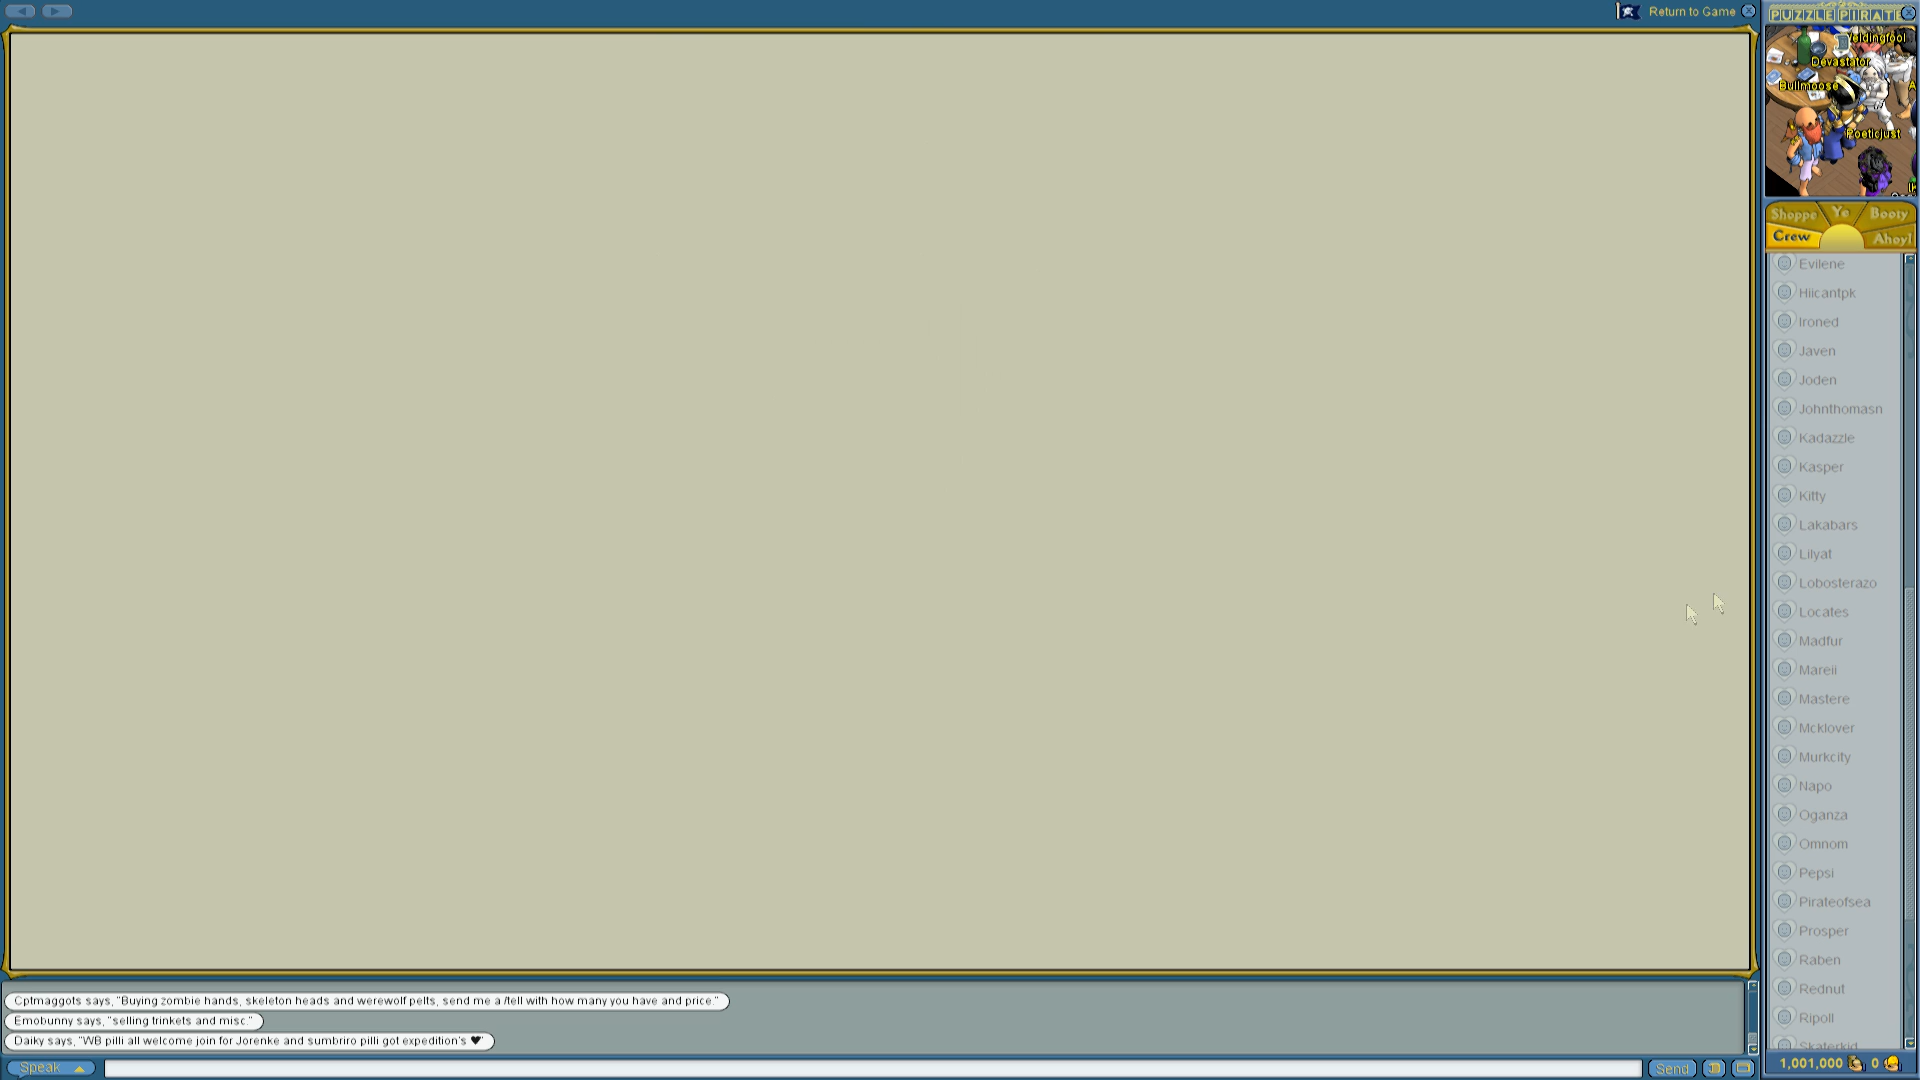 Return to Game
PUZZLE PIRATE
Yeldingfool
Devastator
Bullmoose
Poeticjust
Shoppe
Ye
Booty
Crew
Ahoy!
Evilene
Hiicantpk
Ironed
Javen
Joden
Johnthomasn
Kadazzle
Kasper
Kitty
Lakabars
Lilyat
Lobosterazo
Locates
Madfur
Mareii
Mastere
Mcklover
Murkcity
Napo
Oganza
Omnom
Pepsi
Pirateofsea
Prosper
Raben
Rednut
Ripoll
Skaterkid
Cptmaggots says, "Buying zombie hands, skeleton heads and werewolf pelts, send me a /tell with how many you have and price."
Emobunny says, "selling trinkets and misc."
Daiky says, "WB pilli all welcome join for Jorenke and sumbriro pilli got expedition's ♥"
Speak
Send
1,001,000 0